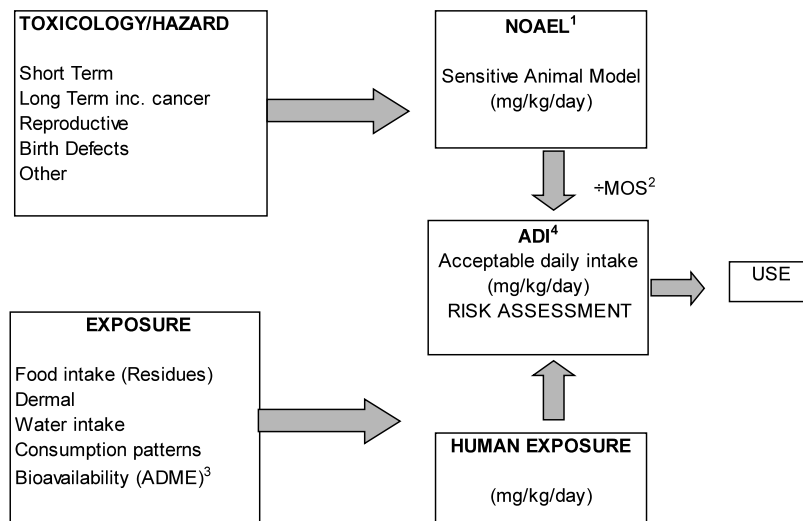 TOXICOLOGY/HAZARD
Short Term
Long Term inc. cancer
Reproductive
Birth Defects
Other
NOAEL¹
Sensitive Animal Model
(mg/kg/day)
÷MOS²
ADI⁴
Acceptable daily intake
(mg/kg/day)
RISK ASSESSMENT
USE
EXPOSURE
Food intake (Residues)
Dermal
Water intake
Consumption patterns
Bioavailability (ADME)³
HUMAN EXPOSURE
(mg/kg/day)